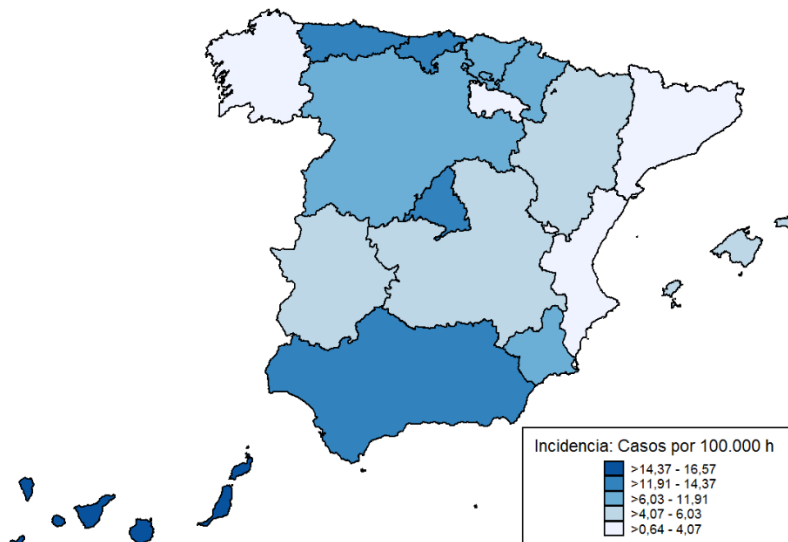 Incidencia: Casos por 100.000 h
>14,37 - 16,57
>11,91 - 14,37
>6,03 - 11,91
>4,07 - 6,03
>0,64 - 4,07